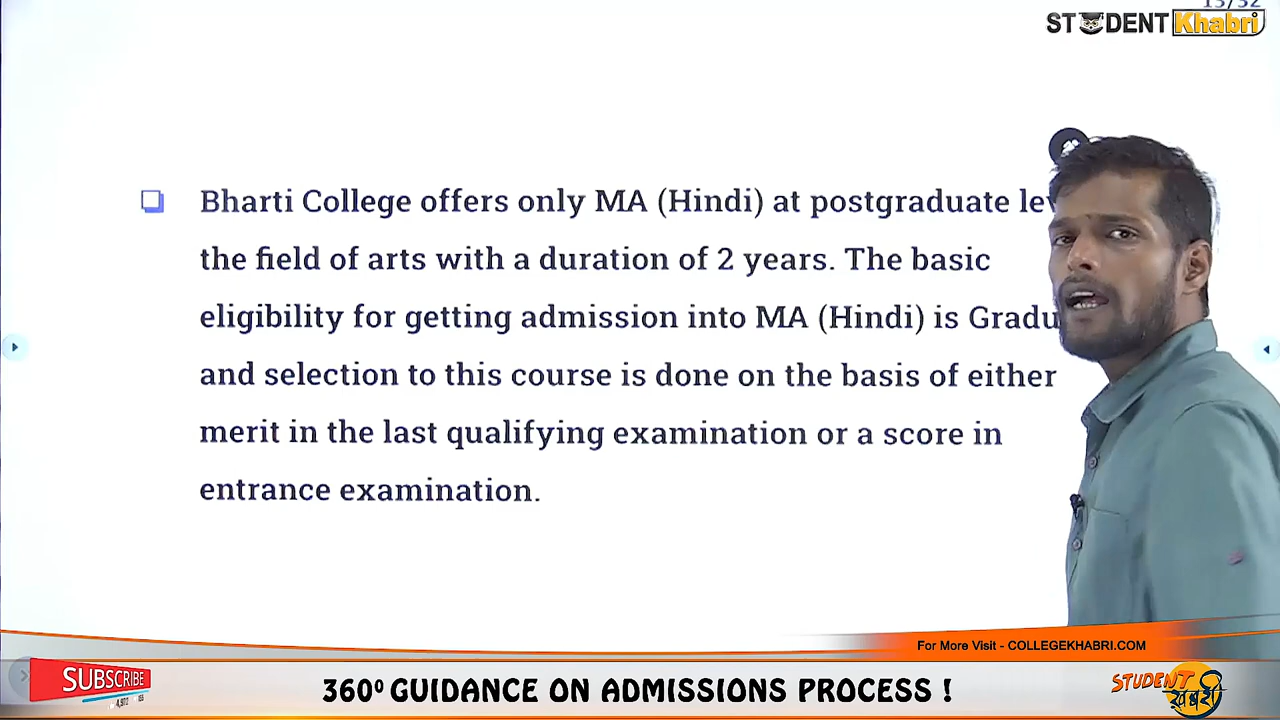 13/32
STUDENT Khabri
Bharti College offers only MA (Hindi) at postgraduate
the field of arts with a duration of 2 years. The basic
eligibility for getting admission into MA (Hindi) is
and selection to this course is done on the basis of either
merit in the last qualifying examination or a score in
entrance examination.
For More Visit - COLLEGEKHABRI.COM
SUBSCRIBE
360⁰ GUIDANCE ON ADMISSIONS PROCESS !
STUDENT
खबरी